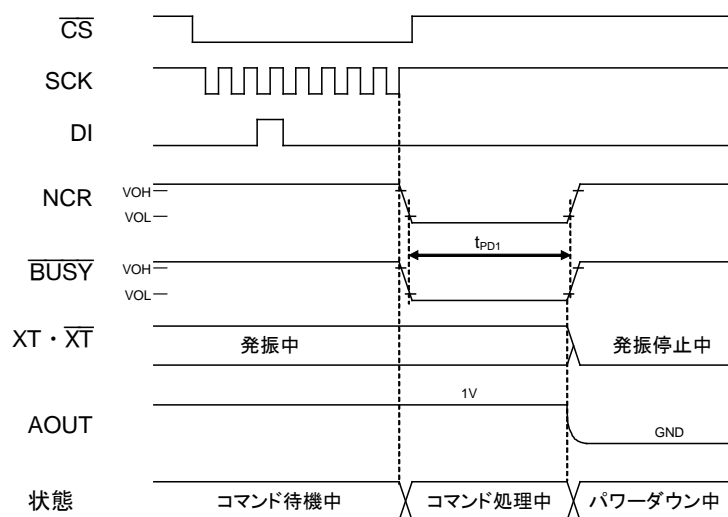 CS
SCK
DI
NCR
VOH
VOL
tPD1
BUSY
VOH
VOL
XT・XT
発振中
発振停止中
AOUT
1V
GND
状態
コマンド待機中
コマンド処理中
パワーダウン中